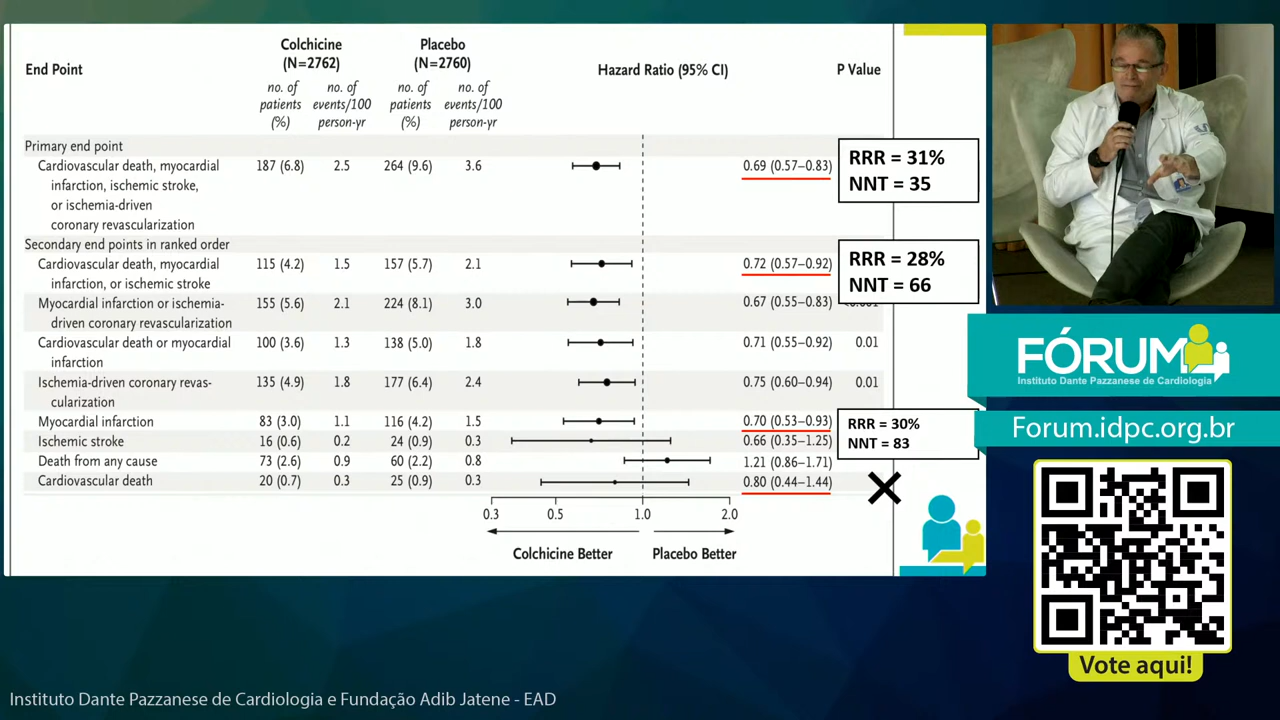 Colchicine
(N=2762)
Placebo
(N=2760)
End Point
Hazard Ratio (95% CI)
P Value
no. of
patients
(%)
no. of
events/100
person-yr
no. of
patients
(%)
no. of
events/100
person-yr
Primary end point
Cardiovascular death, myocardial 187 (6.8) 2.5 264 (9.6) 3.6 0.69 (0.57–0.83)
infarction, ischemic stroke,
or ischemia-driven
coronary revascularization
RRR = 31%
NNT = 35
Secondary end points in ranked order
Cardiovascular death, myocardial 115 (4.2) 1.5 157 (5.7) 2.1 0.72 (0.57–0.92)
infarction, or ischemic stroke
RRR = 28%
NNT = 66
Myocardial infarction or ischemia- 155 (5.6) 2.1 224 (8.1) 3.0 0.67 (0.55–0.83)
driven coronary revascularization
Cardiovascular death or myocardial 100 (3.6) 1.3 138 (5.0) 1.8 0.71 (0.55–0.92) 0.01
infarction
Ischemia-driven coronary revas- 135 (4.9) 1.8 177 (6.4) 2.4 0.75 (0.60–0.94) 0.01
cularization
Myocardial infarction 83 (3.0) 1.1 116 (4.2) 1.5 0.70 (0.53–0.93)
RRR = 30%
NNT = 83
Ischemic stroke 16 (0.6) 0.2 24 (0.9) 0.3 0.66 (0.35–1.25)
Death from any cause 73 (2.6) 0.9 60 (2.2) 0.8 1.21 (0.86–1.71)
Cardiovascular death 20 (0.7) 0.3 25 (0.9) 0.3 0.80 (0.44–1.44)
0.3 0.5 1.0 2.0
Colchicine Better Placebo Better
FÓRUM
Instituto Dante Pazzanese de Cardiologia
Forum.idpc.org.br
Vote aqui!
Instituto Dante Pazzanese de Cardiologia e Fundação Adib Jatene - EAD